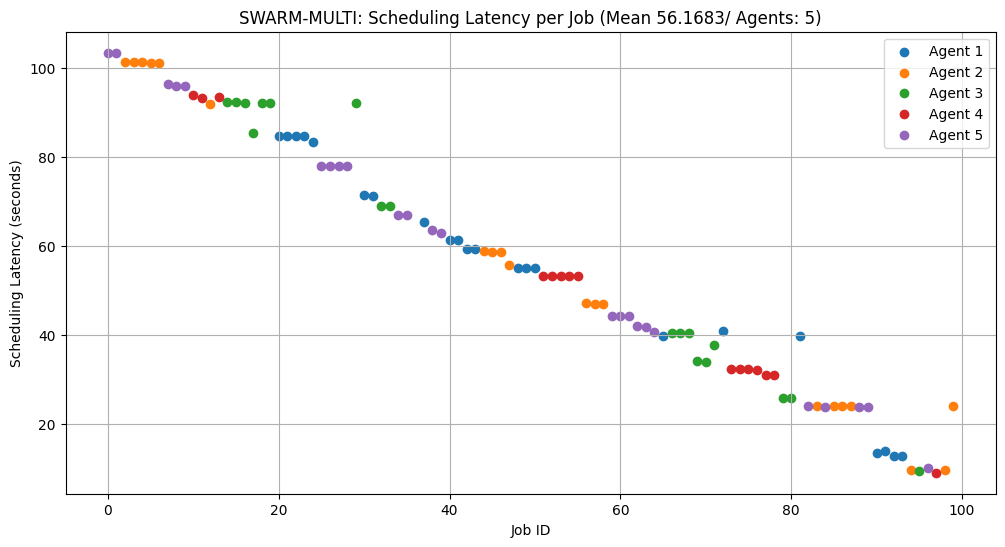 SWARM-MULTI: Scheduling Latency per Job (Mean 56.1683/ Agents: 5)
Agent 1
Agent 2
Agent 3
Agent 4
Agent 5
Scheduling Latency (seconds)
100
80
60
40
20
0
20
40
60
80
100
Job ID